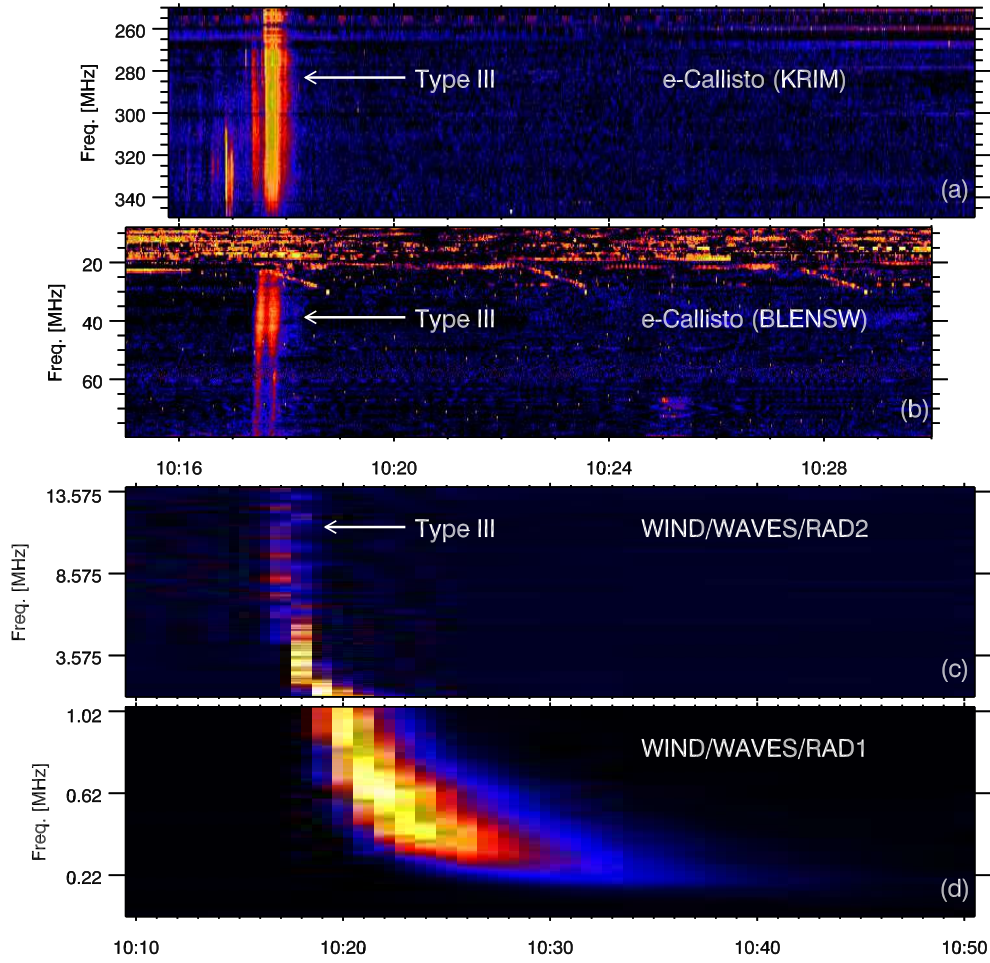 260
280
300
320
340
Freq. [MHz]
Type III
e-Callisto (KRIM)
(a)
20
40
60
Freq. [MHz]
Type III
e-Callisto (BLENSW)
(b)
10:16 10:20 10:24 10:28
13.575
8.575
3.575
Freq. [MHz]
Type III
WIND/WAVES/RAD2
(c)
1.02
0.62
0.22
Freq. [MHz]
WIND/WAVES/RAD1
(d)
10:10 10:20 10:30 10:40 10:50